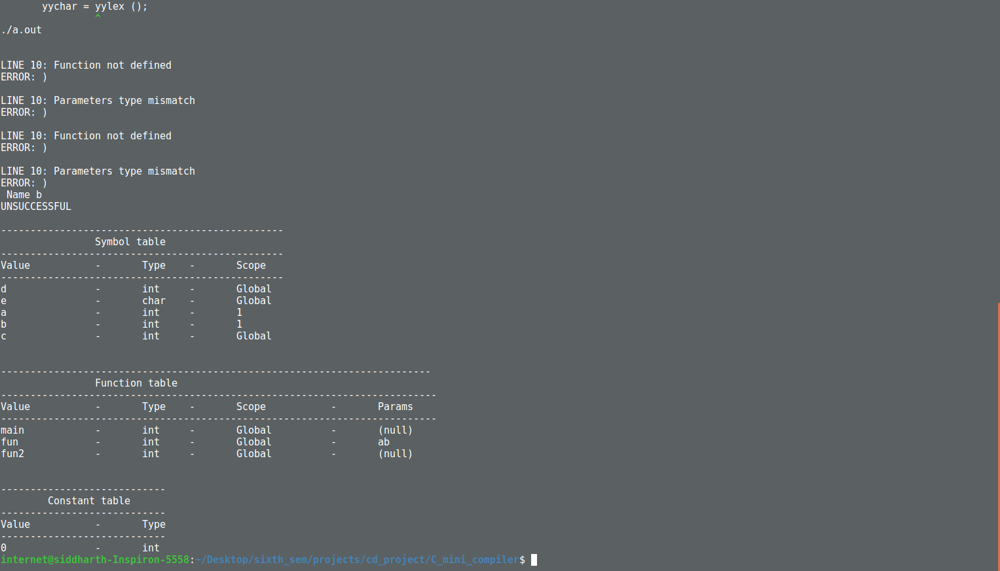 yychar = yylex ();
^
./a.out
LINE 10: Function not defined
ERROR: )
LINE 10: Parameters type mismatch
ERROR: )
LINE 10: Function not defined
ERROR: )
LINE 10: Parameters type mismatch
ERROR: )
Name b
UNSUCCESSFUL
------------------------------------------------
Symbol table
------------------------------------------------
Value - Type - Scope
------------------------------------------------
d - int - Global
e - char - Global
a - int - 1
b - int - 1
c - int - Global
-------------------------------------------------------------------------
Function table
--------------------------------------------------------------------------
Value - Type - Scope - Params
--------------------------------------------------------------------------
main - int - Global - (null)
fun - int - Global - ab
fun2 - int - Global - (null)
----------------------------
Constant table
----------------------------
Value - Type
----------------------------
0 - int
internet@siddharth-Inspiron-5558:~/Desktop/sixth_sem/projects/cd_project/C_mini_compiler$